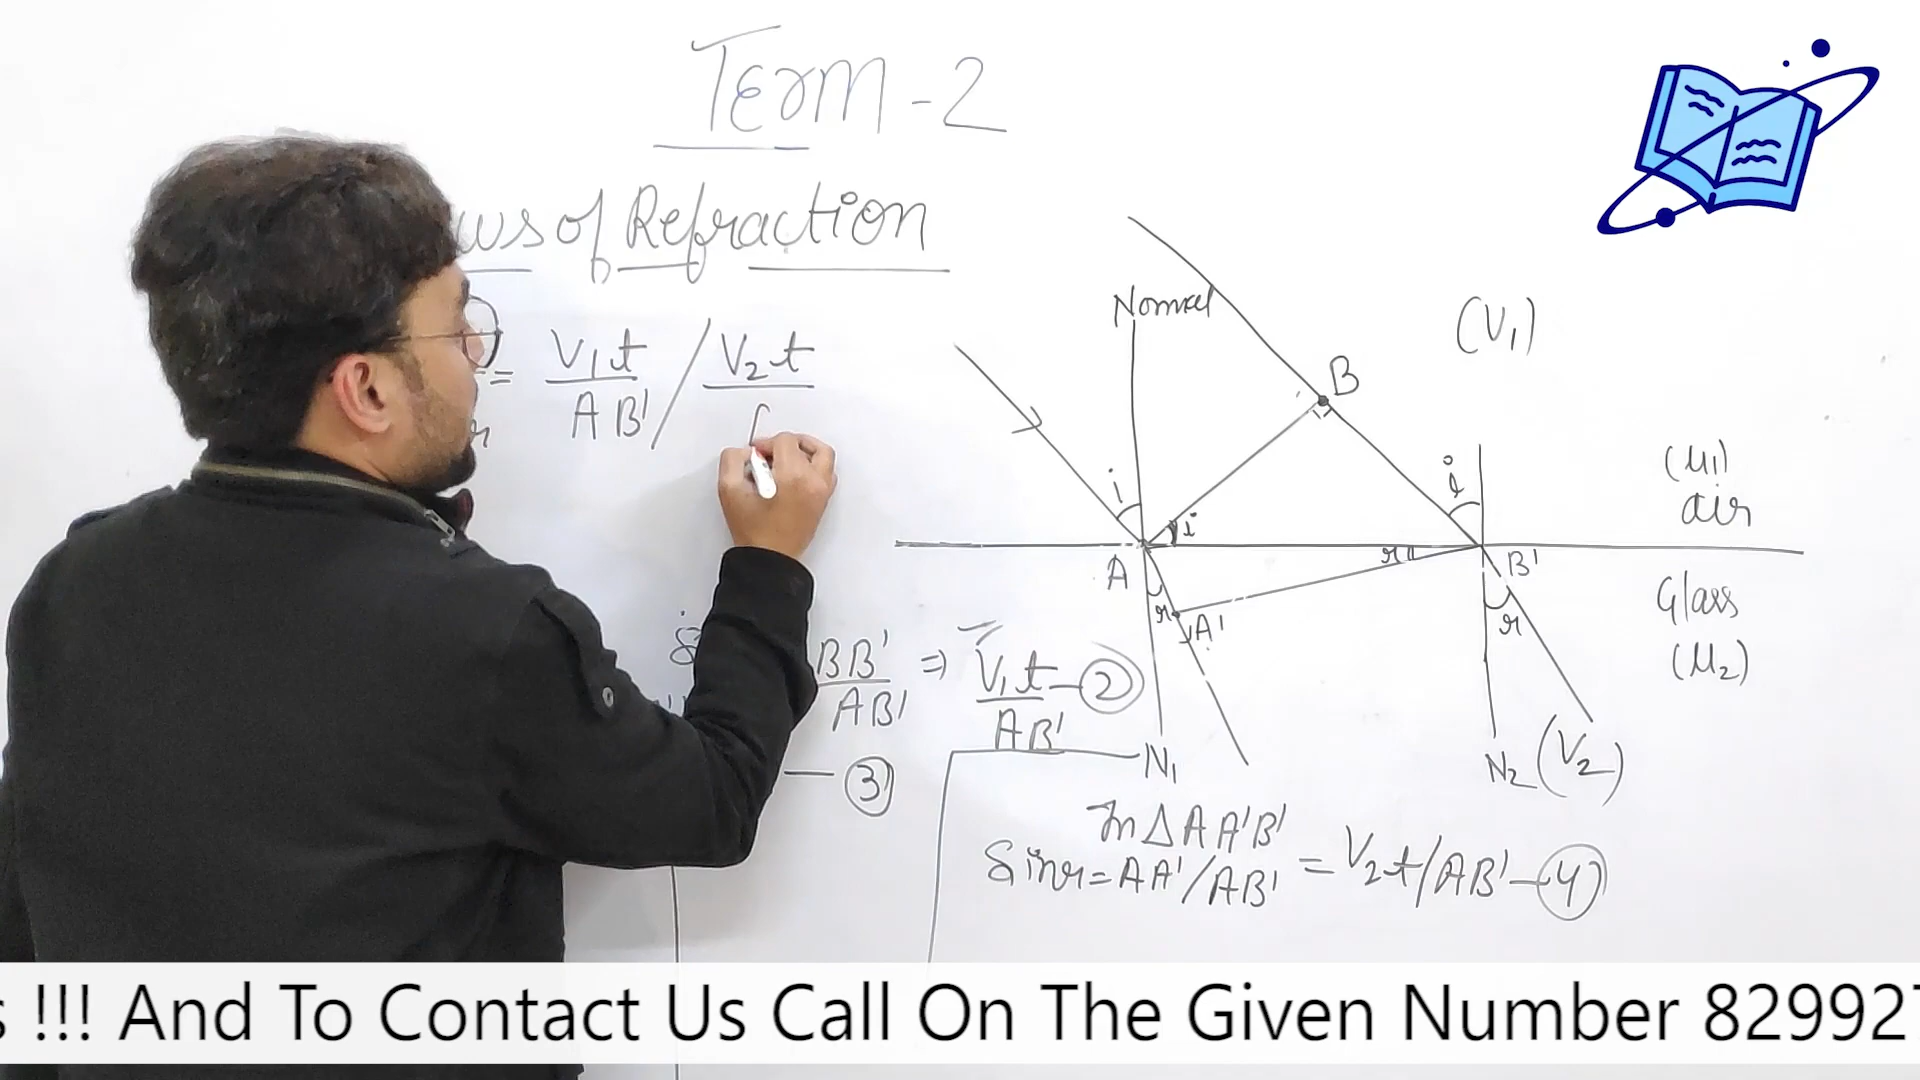 Term-2
ws of Refraction
= V₁t / AB' / V₂t
r
Normal
(V₁)
B
i
i
i
(μ₁)
air
A
r
B'
r
A'
r
Glass
(μ₂)
BB' / AB' ⇒ V₁t / AB' — ②
— ③
N₁
N₂ (V₂)
In △ AA'B'
Sinr = AA'/AB' = V₂t/AB' — ④
s !!! And To Contact Us Call On The Given Number 82992